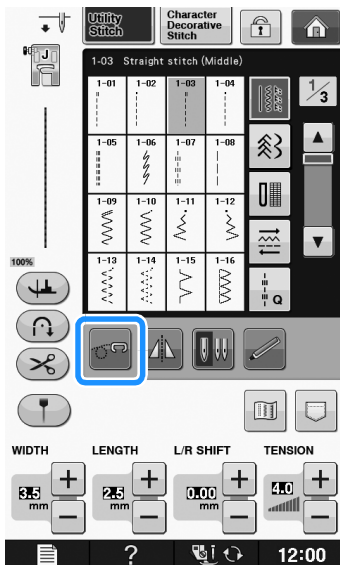 Utility Stitch
Character Decorative Stitch
J
1-03 Straight stitch (Middle)
1-01 1-02 1-03 1-04
1/3
1-05 1-06 1-07 1-08
1-09 1-10 1-11 1-12
1-13 1-14 1-15 1-16
100%
Q
WIDTH LENGTH L/R SHIFT TENSION
3.5 mm + −
2.5 mm + −
0.00 mm + −
4.0 + −
? 12:00